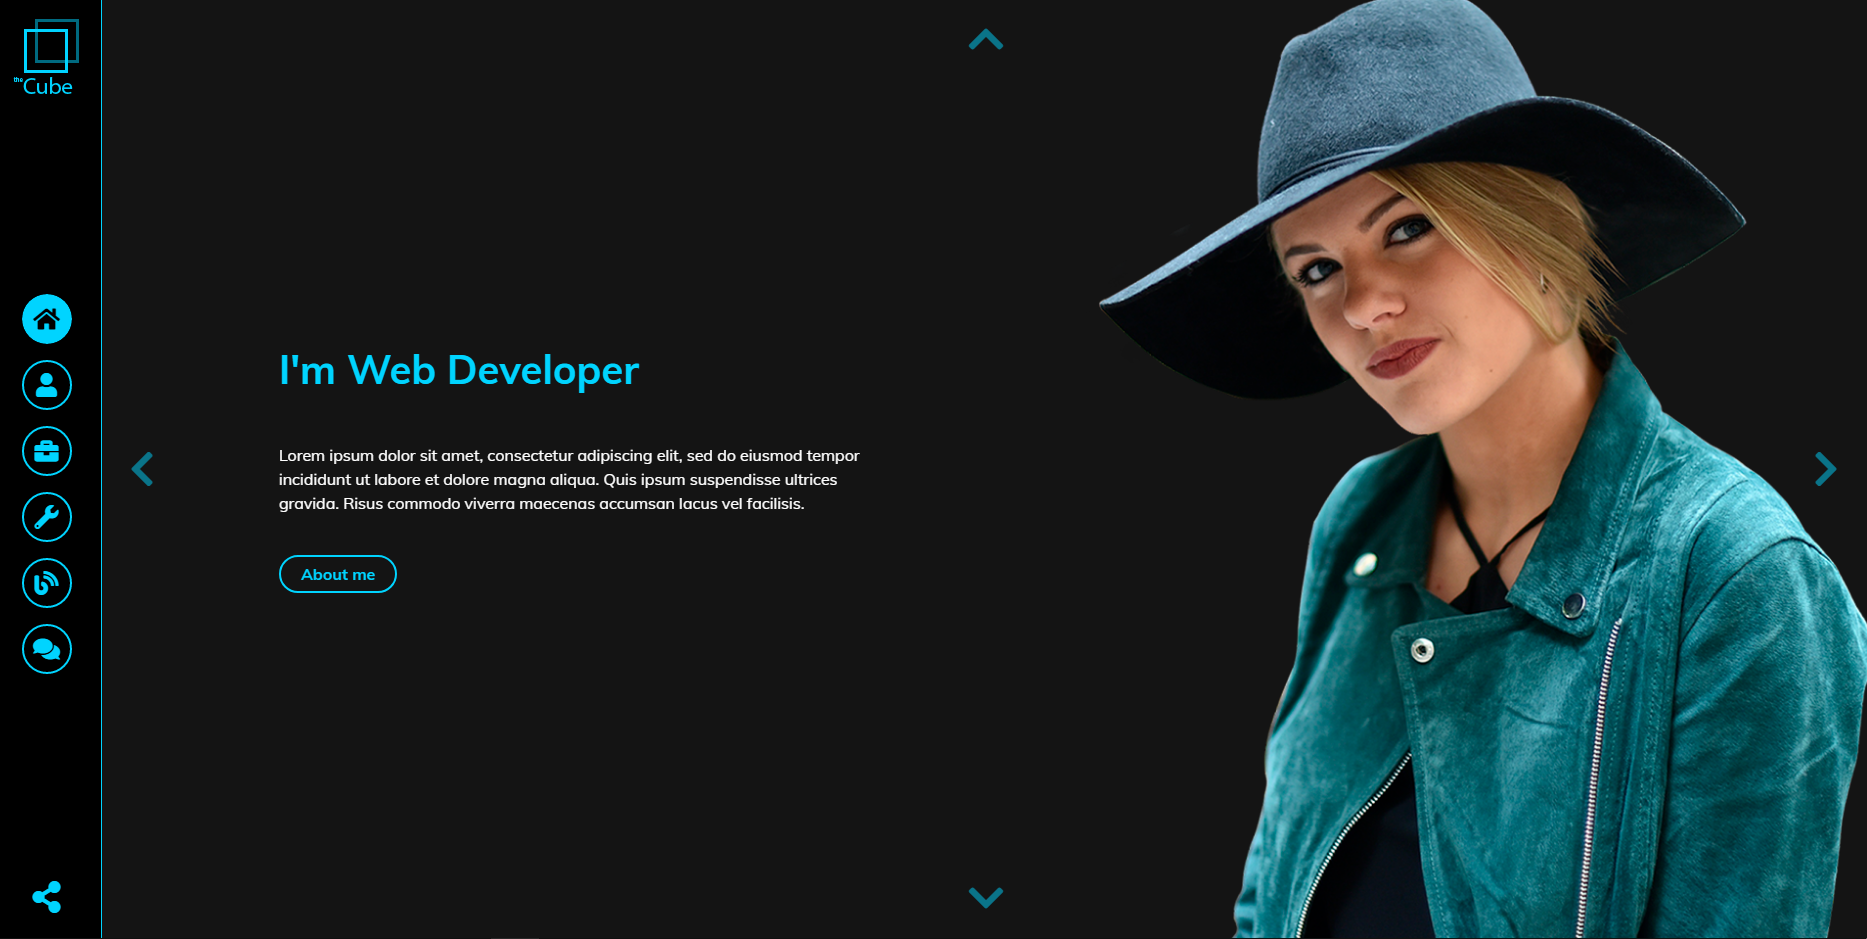 the Cube
I'm Web Developer
Lorem ipsum dolor sit amet, consectetur adipiscing elit, sed do eiusmod tempor
incididunt ut labore et dolore magna aliqua. Quis ipsum suspendisse ultrices
gravida. Risus commodo viverra maecenas accumsan lacus vel facilisis.
About me